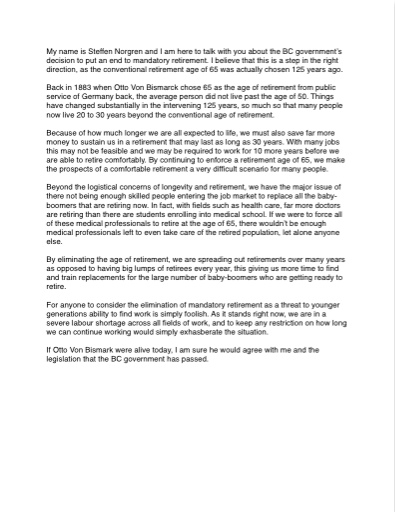 My name is Steffen Norgren and I am here to talk with you about the BC government's
decision to put an end to mandatory retirement. I believe that this is a step in the right
direction, as the conventional retirement age of 65 was actually chosen 125 years ago.
Back in 1883 when Otto Von Bismarck chose 65 as the age of retirement from public
service of Germany back, the average person did not live past the age of 50. Things
have changed substantially in the intervening 125 years, so much so that many people
now live 20 to 30 years beyond the conventional age of retirement.
Because of how much longer we are all expected to life, we must also save far more
money to sustain us in a retirement that may last as long as 30 years. With many jobs
this may not be feasible and we may be required to work for 10 more years before we
are able to retire comfortably. By continuing to enforce a retirement age of 65, we make
the prospects of a comfortable retirement a very difficult scenario for many people.
Beyond the logistical concerns of longevity and retirement, we have the major issue of
there not being enough skilled people entering the job market to replace all the baby-
boomers that are retiring now. In fact, with fields such as health care, far more doctors
are retiring than there are students enrolling into medical school. If we were to force all
of these medical professionals to retire at the age of 65, there wouldn't be enough
medical professionals left to even take care of the retired population, let alone anyone
else.
By eliminating the age of retirement, we are spreading out retirements over many years
as opposed to having big lumps of retirees every year, this giving us more time to find
and train replacements for the large number of baby-boomers who are getting ready to
retire.
For anyone to consider the elimination of mandatory retirement as a threat to younger
generations ability to find work is simply foolish. As it stands right now, we are in a
severe labour shortage across all fields of work, and to keep any restriction on how long
we can continue working would simply exhasberate the situation.
If Otto Von Bismark were alive today, I am sure he would agree with me and the
legislation that the BC government has passed.